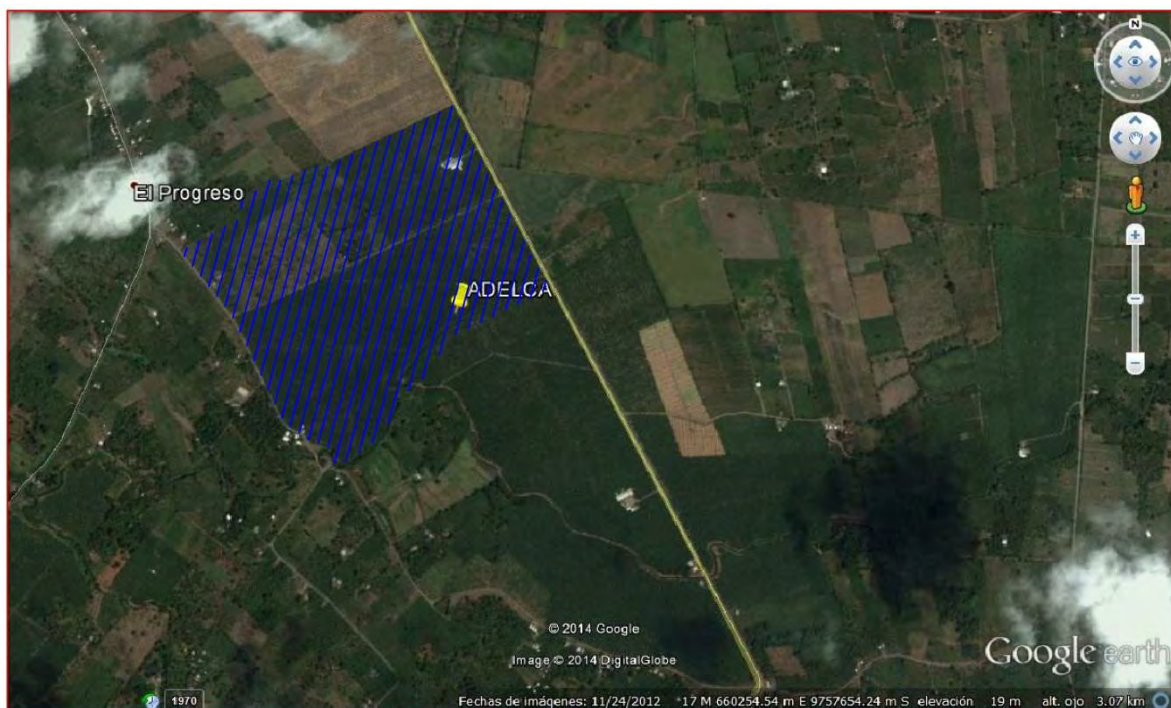 N
El Progreso
ADELCA
© 2014 Google
Image © 2014 DigitalGlobe
Google earth
1970
Fechas de imágenes: 11/24/2012 17 M 660254.54 m E 9757654.24 m S elevación 19 m alt. ojo 3.07 km